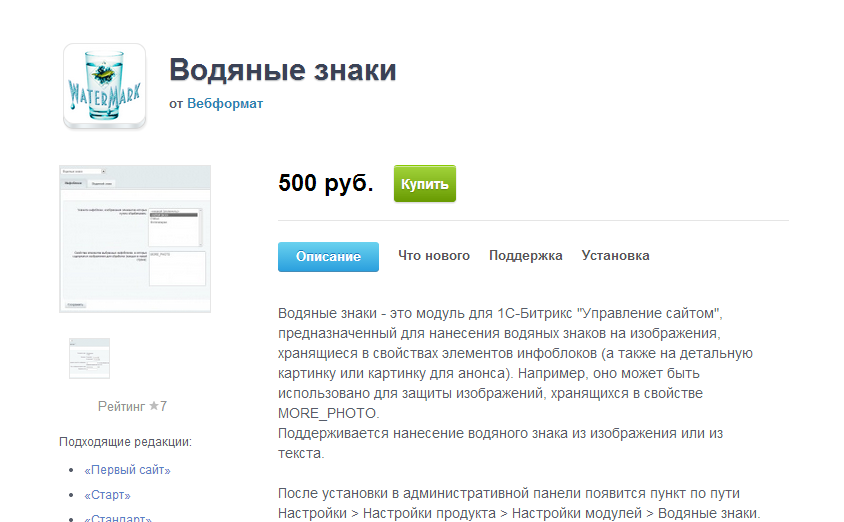 WATERMARK
Водяные знаки
от Вебформат
500 руб.
Купить
Описание
Что нового
Поддержка
Установка
MORE_PHOTO
Рейтинг ★7
Подходящие редакции:
• «Первый сайт»
• «Старт»
• «Стандарт»
Водяные знаки - это модуль для 1С-Битрикс "Управление сайтом",
предназначенный для нанесения водяных знаков на изображения,
хранящиеся в свойствах элементов инфоблоков (а также на детальную
картинку или картинку для анонса). Например, оно может быть
использовано для защиты изображений, хранящихся в свойстве
MORE_PHOTO.
Поддерживается нанесение водяного знака из изображения или из
текста.
После установки в административной панели появится пункт по пути
Настройки > Настройки продукта > Настройки модулей > Водяные знаки.